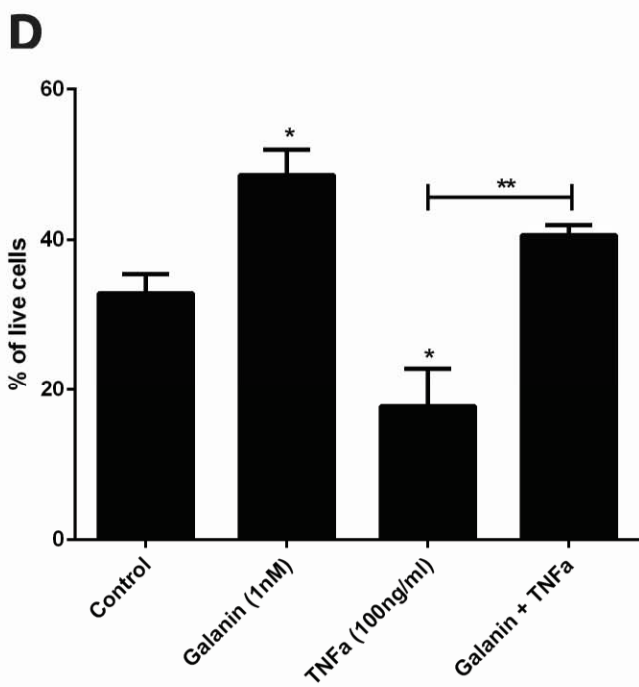 D
60
40
20
0
% of live cells
*
*
**
Control
Galanin (1nM)
TNFa (100ng/ml)
Galanin + TNFa